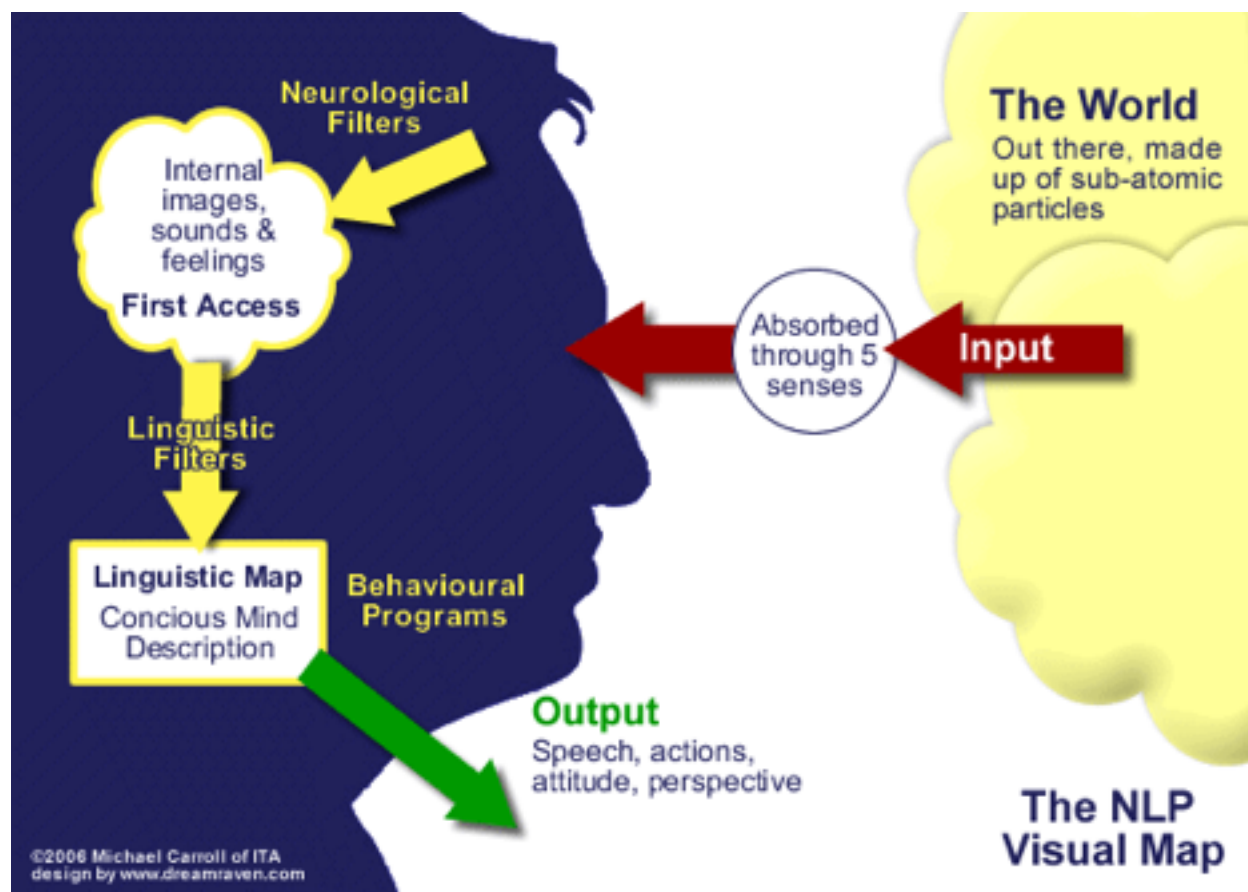 Neurological
Filters
Internal
images,
sounds &
feelings
First Access
Linguistic
Filters
Linguistic Map
Concious Mind
Description
Behavioural
Programs
The World
Out there, made
up of sub-atomic
particles
Input
Absorbed
through 5
senses
Output
Speech, actions,
attitude, perspective
The NLP
Visual Map
©2006 Michael Carroll of ITA
design by www.dreamraven.com